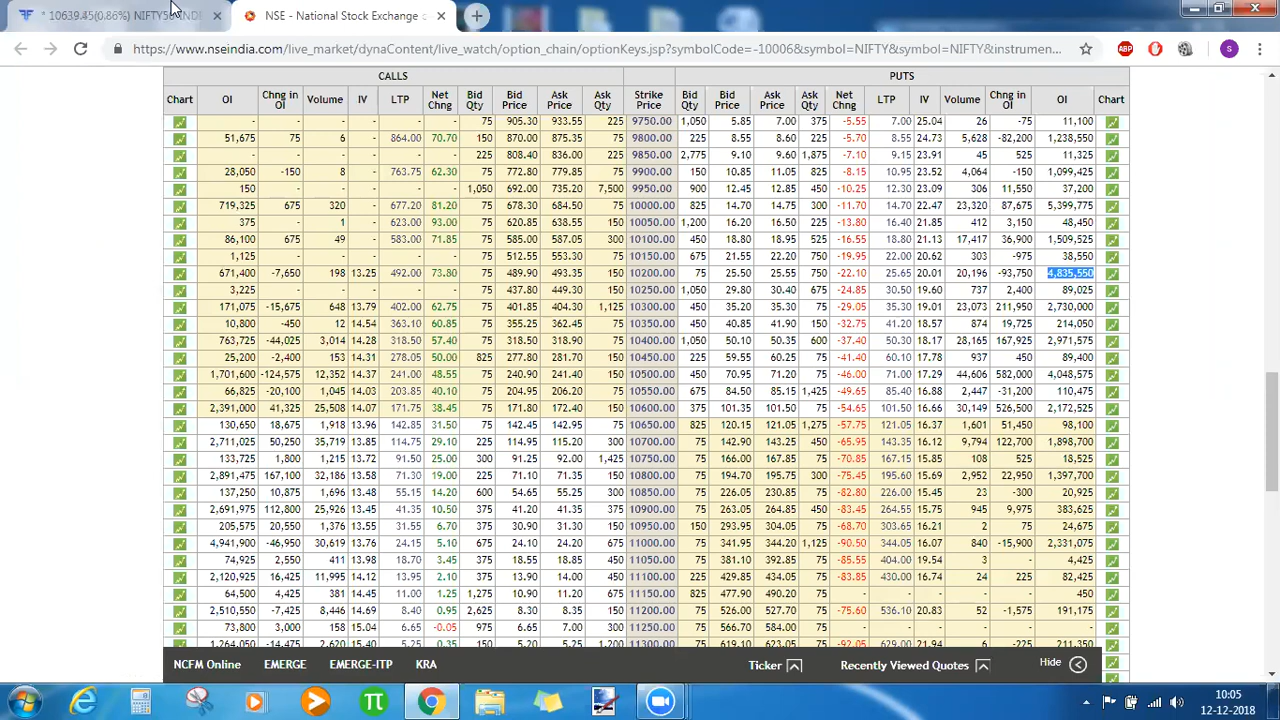 * 10639.45(0.86%) NIFTY50 INDE
NSE - National Stock Exchange o
https://www.nseindia.com/live_market/dynaContent/live_watch/option_chain/optionKeys.jsp?symbolCode=-10006&symbol=NIFTY&symbol=NIFTY&instrum...
ABP S
CALLS PUTS
Chart OI Chng in OI Volume IV LTP Net Chng Bid Qty Bid Price Ask Price Ask Qty Strike Price Bid Qty Bid Price Ask Price Ask Qty Net Chng LTP IV Volume Chng in OI OI Chart
- - - - - - 75 905.30 933.55 225 9750.00 1,050 5.85 7.00 375 -5.55 7.00 25.04 26 -75 11,100
51,675 75 6 - 864.00 70.70 150 870.00 875.35 75 9800.00 225 8.55 8.60 225 -5.70 8.55 24.73 5,628 -82,200 1,238,550
- - - - - - 225 808.40 836.00 225 9850.00 2,775 9.10 9.60 1,875 -7.10 9.15 23.91 45 525 11,325
28,050 -150 8 - 763.75 62.30 75 772.80 779.85 75 9900.00 150 10.85 11.05 825 -8.15 10.95 23.52 4,064 -150 1,099,425
150 - - - - - 1,050 692.00 735.20 7,500 9950.00 900 12.45 12.85 450 -10.25 12.30 23.09 306 11,550 37,200
719,325 675 320 - 677.20 81.20 75 678.30 684.50 75 10000.00 825 14.70 14.75 300 -11.70 14.70 22.47 23,320 87,675 5,399,775
375 - 1 - 623.00 93.00 75 620.85 638.55 150 10050.00 1,200 16.20 16.50 225 -13.80 16.40 21.85 412 3,150 48,450
86,100 675 49 - 583.00 71.85 75 585.00 587.05 300 10100.00 450 18.80 18.95 525 -16.55 18.80 21.13 17,417 36,900 1,509,525
1,125 - - - - - 75 512.55 553.30 75 10150.00 675 21.55 22.20 750 -19.95 22.00 20.62 303 -975 38,550
671,400 -7,650 198 13.25 492.00 73.80 75 489.90 493.35 150 10200.00 75 25.50 25.55 750 -22.10 25.65 20.01 20,196 -93,750 4,835,550
3,225 - - - - - 75 437.80 449.30 150 10250.00 1,050 29.80 30.40 675 -24.85 30.50 19.60 737 2,400 89,025
171,075 -15,675 648 13.79 402.00 62.75 75 401.85 404.30 1,125 10300.00 450 35.20 35.30 75 -29.05 35.30 19.01 23,073 211,950 2,730,000
10,800 -450 12 14.54 363.10 60.85 75 355.25 362.45 75 10350.00 450 40.85 41.90 150 -32.75 41.20 18.57 874 19,725 214,050
763,725 -44,025 3,014 14.28 318.50 57.40 75 318.50 318.90 75 10400.00 1,050 50.10 50.35 600 -37.40 50.30 18.17 28,165 167,925 2,971,575
25,200 -2,400 153 14.31 278.05 50.00 825 277.80 281.70 150 10450.00 225 59.55 60.25 75 -41.40 60.10 17.78 937 450 89,400
1,701,600 -124,575 12,352 14.37 241.00 48.55 75 240.90 241.40 150 10500.00 450 70.95 71.20 75 -46.00 71.00 17.29 44,606 582,000 4,048,575
66,825 -20,100 1,045 14.03 203.15 40.10 75 204.95 206.20 75 10550.00 675 84.50 85.15 1,425 -49.65 85.40 16.88 2,447 -31,200 110,475
2,391,000 41,325 25,508 14.07 171.75 38.45 75 171.80 172.40 150 10600.00 375 101.35 101.50 75 -54.65 101.50 16.66 30,149 526,500 2,172,525
130,650 18,675 1,918 13.96 142.85 31.50 75 142.45 142.95 75 10650.00 825 120.15 121.05 1,275 -57.75 121.05 16.37 1,601 51,450 98,100
2,711,025 50,250 35,719 13.85 114.75 29.10 225 114.95 115.20 300 10700.00 75 142.90 143.25 450 -65.95 143.35 16.12 9,794 122,700 1,898,700
133,725 1,800 1,215 13.72 91.50 25.00 300 91.25 92.00 1,425 10750.00 75 166.00 167.85 75 -70.85 167.15 15.85 108 525 18,525
2,891,475 167,100 32,186 13.58 71.30 19.00 75 71.10 71.35 150 10800.00 75 194.70 195.75 300 -75.45 195.60 15.64 2,952 22,950 1,397,700
137,250 10,875 1,696 13.48 55.15 14.20 600 54.65 55.25 300 10850.00 75 226.05 230.85 75 -82.80 226.00 15.45 23 -300 20,925
2,691,975 112,800 25,926 13.45 41.35 10.50 375 41.20 41.35 150 10900.00 75 263.05 264.85 450 -83.45 264.55 15.75 945 9,975 383,625
205,575 20,550 1,376 13.55 31.55 6.70 75 30.90 31.40 375 10950.00 150 293.95 304.05 150 -68.70 303.65 16.21 2 75 24,675
4,941,900 -46,950 30,619 13.76 24.15 5.10 675 24.10 24.20 675 11000.00 75 341.95 344.20 1,125 -90.50 344.05 16.07 840 -15,900 2,331,075
74,925 2,550 411 13.98 18.20 3.45 375 18.55 18.85 450 11050.00 75 381.10 392.85 75 -85.55 404.00 19.54 3 - 4,425
2,120,925 16,425 11,995 14.12 13.95 2.10 375 13.90 14.00 450 11100.00 225 429.85 434.05 75 -83.85 430.00 16.74 24 225 82,425
64,500 4,425 381 14.45 11.00 1.25 1,275 10.90 11.20 675 11150.00 825 477.90 490.20 75 - - - - - 450
2,510,550 -7,425 8,446 14.69 8.40 0.95 2,625 8.30 8.35 150 11200.00 75 526.00 527.70 75 -75.60 536.10 20.83 52 -1,575 191,175
73,800 3,000 158 15.04 6.65 -0.05 975 6.65 7.00 300 11250.00 75 566.70 584.00 75 - - - - - -
1,264,050 -14,475 2,620 15.40 5.35 0.35 150 5.20 5.35 1,200 11300.00 75 619.10 623.05 75 -92.05 629.00 21.94 6 -225 211,350
NCFM Online EMERGE EMERGE-ITP KRA Ticker Recently Viewed Quotes Hide
10:05
12-12-2018